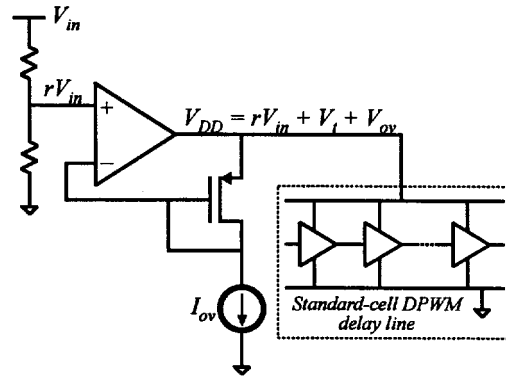 V_in
rV_in
V_DD = rV_in + V_t + V_ov
+
−
I_ov
Standard-cell DPWM
delay line